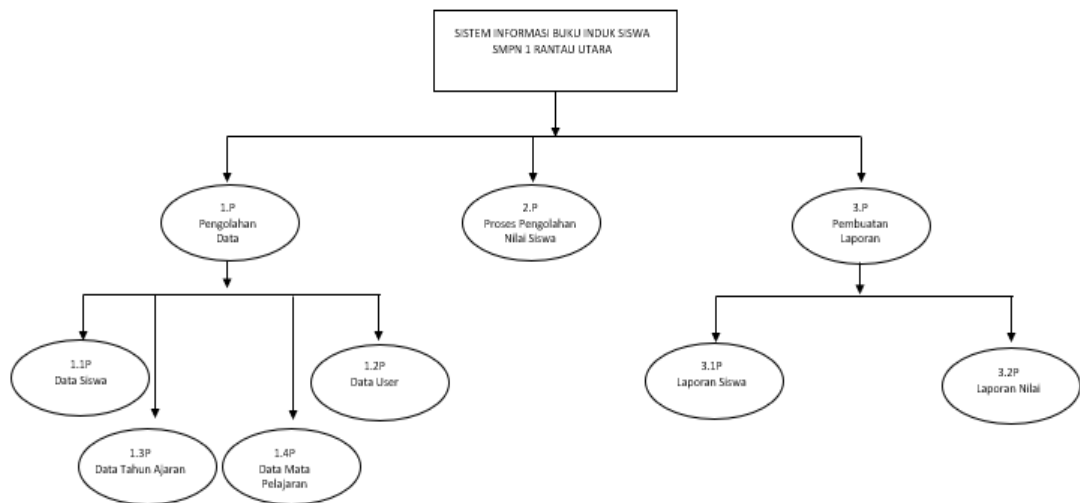 SISTEM INFORMASI BUKU INDUK SISWA
SMPN 1 RANTAU UTARA
1.P
Pengolahan
Data
2.P
Proses Pengolahan
Nilai Siswa
3.P
Pembuatan
Laporan
1.1P
Data Siswa
1.2P
Data User
3.1P
Laporan Siswa
3.2P
Laporan Nilai
1.3P
Data Tahun Ajaran
1.4P
Data Mata
Pelajaran